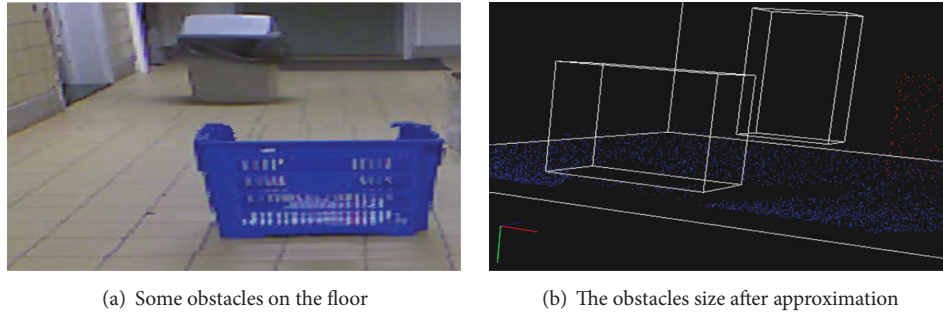 (a) Some obstacles on the floor
(b) The obstacles size after approximation